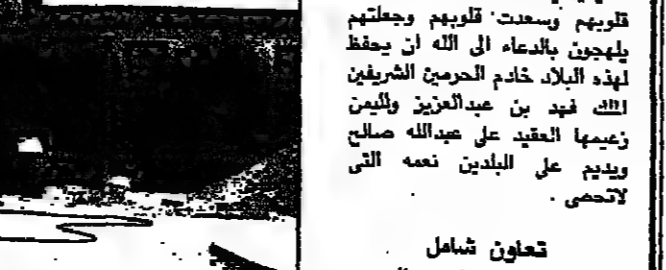 قلوبهم وسعدت قلوبهم وجعلتهم
يلهجون بالدعاء الى الله ان يحفظ
لهذه البلاد خادم الحرمين الشريفين
الملك فهد بن عبدالعزيز ولليمن
زعيمها العقيد على عبدالله صالح
ويديم على البلدين نعمه التى
لاتحصى .
تعاون شامل